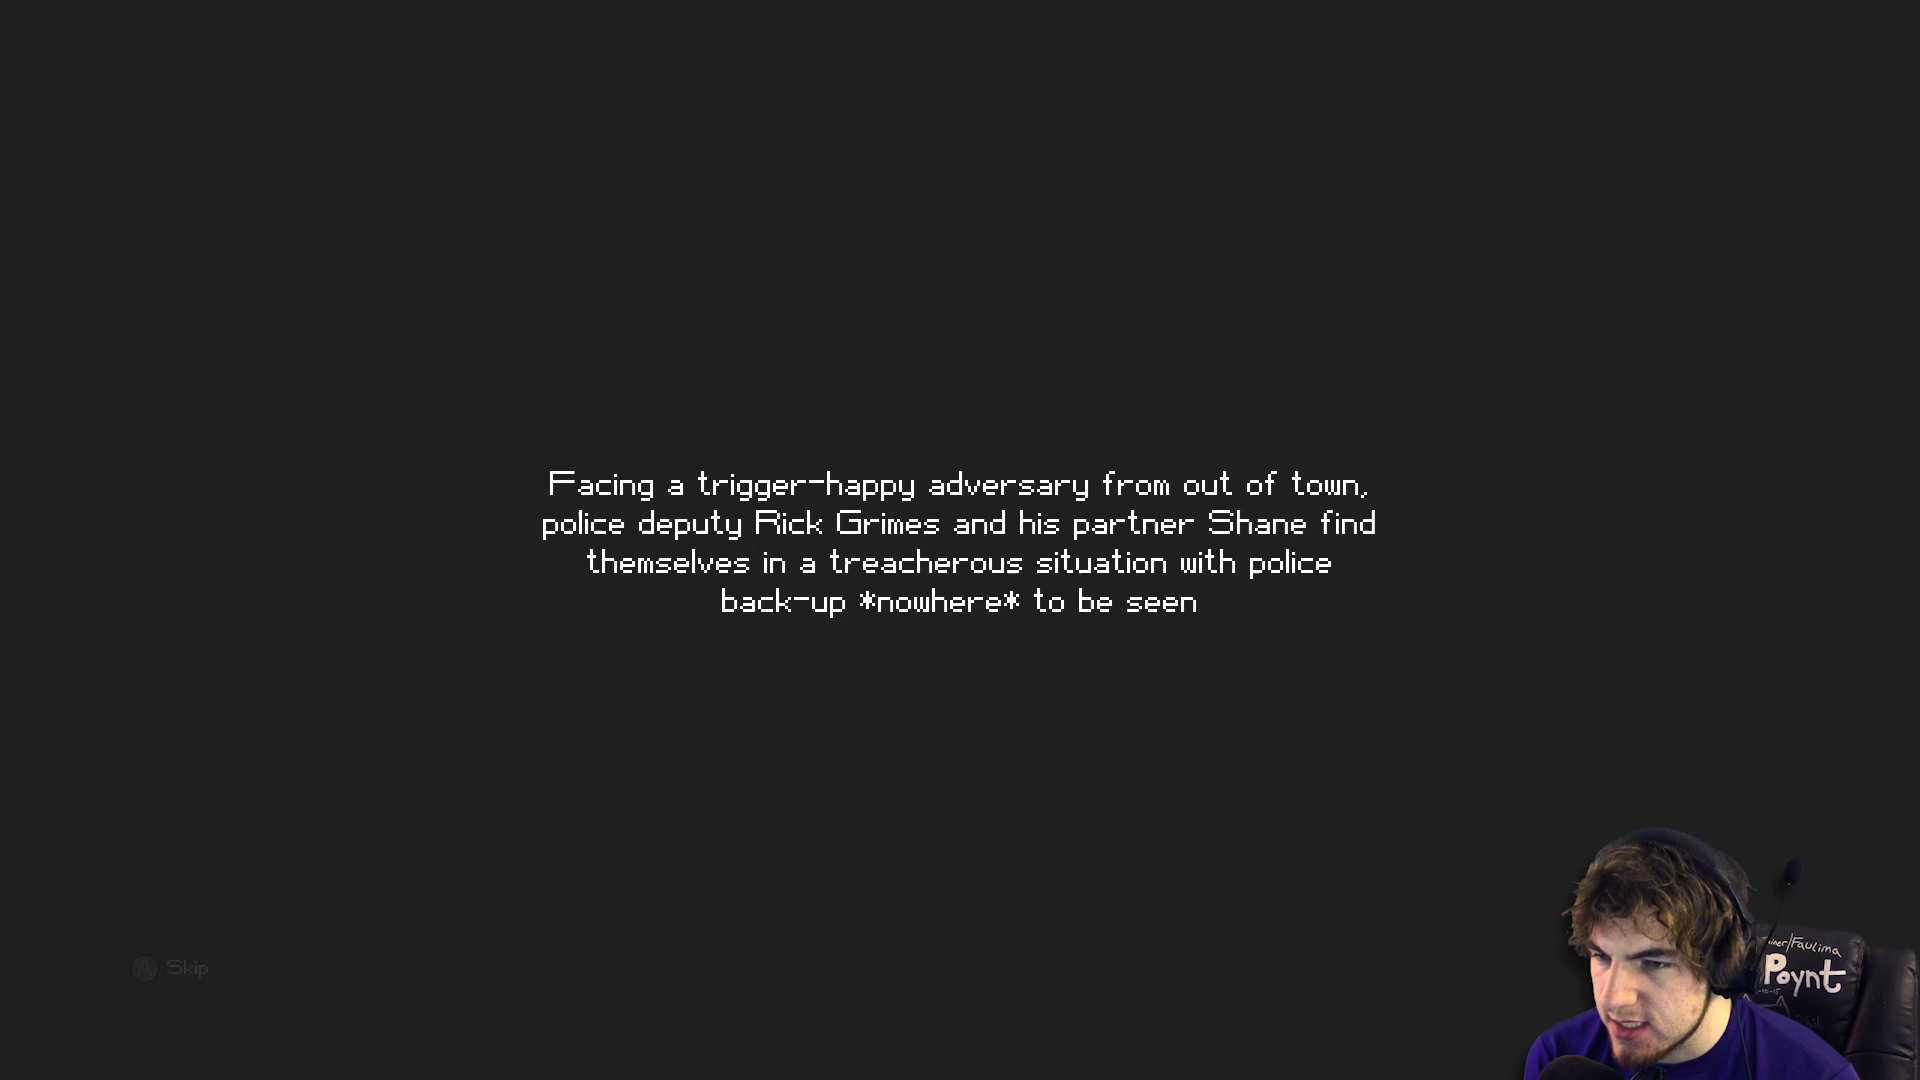 Facing a trigger-happy adversary from out of town,
police deputy Rick Grimes and his partner Shane find
themselves in a treacherous situation with police
back-up *nowhere* to be seen
A Skip
Poynt